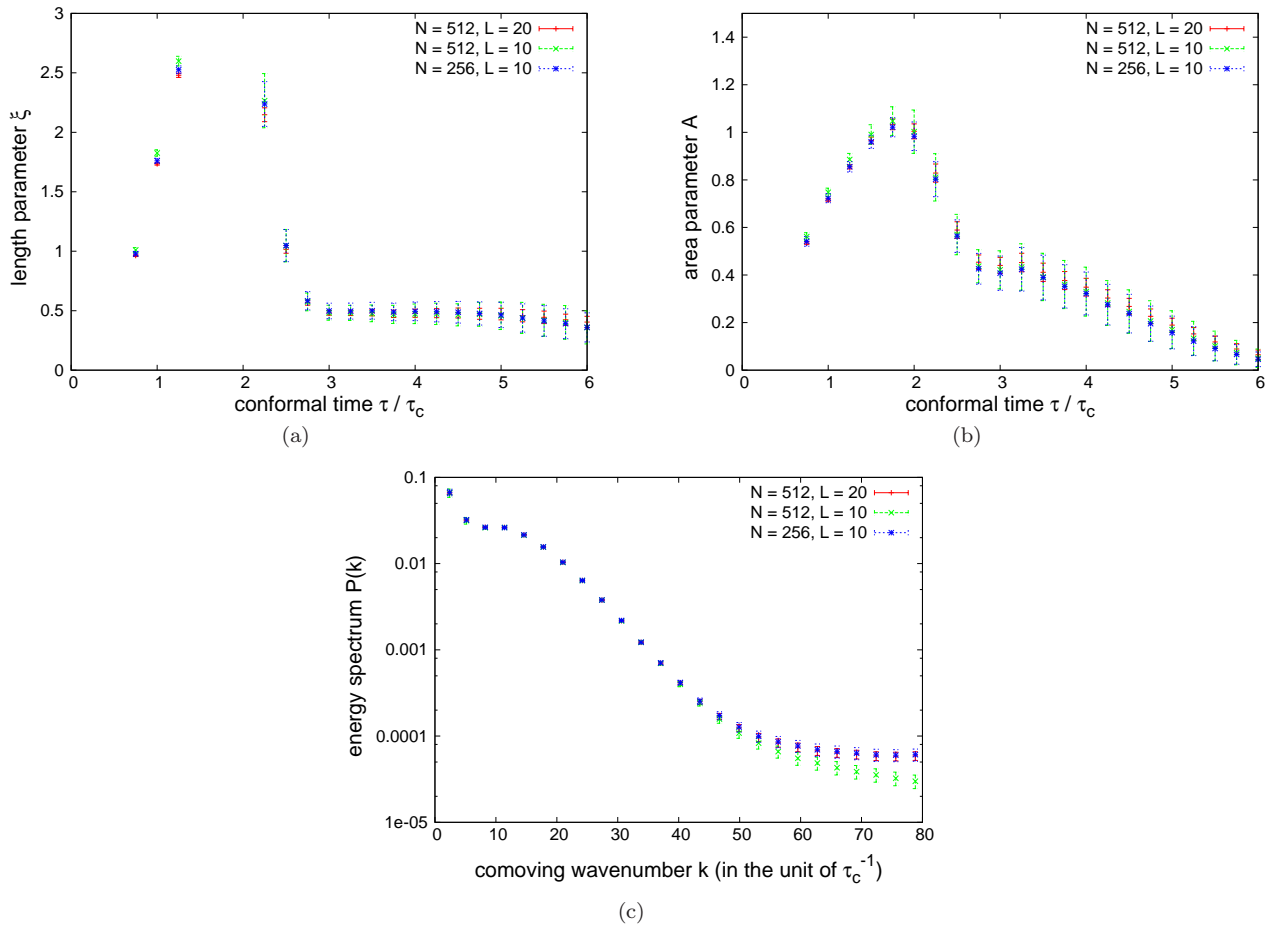 3
2.5
2
1.5
1
0.5
0
0 1 2 3 4 5 6
length parameter ξ
conformal time τ / τc
N = 512, L = 20
N = 512, L = 10
N = 256, L = 10
(a)
1.4
1.2
1
0.8
0.6
0.4
0.2
0
0 1 2 3 4 5 6
area parameter A
conformal time τ / τc
N = 512, L = 20
N = 512, L = 10
N = 256, L = 10
(b)
0.1
0.01
0.001
0.0001
1e-05
0 10 20 30 40 50 60 70 80
energy spectrum P(k)
comoving wavenumber k (in the unit of τc-1)
N = 512, L = 20
N = 512, L = 10
N = 256, L = 10
(c)